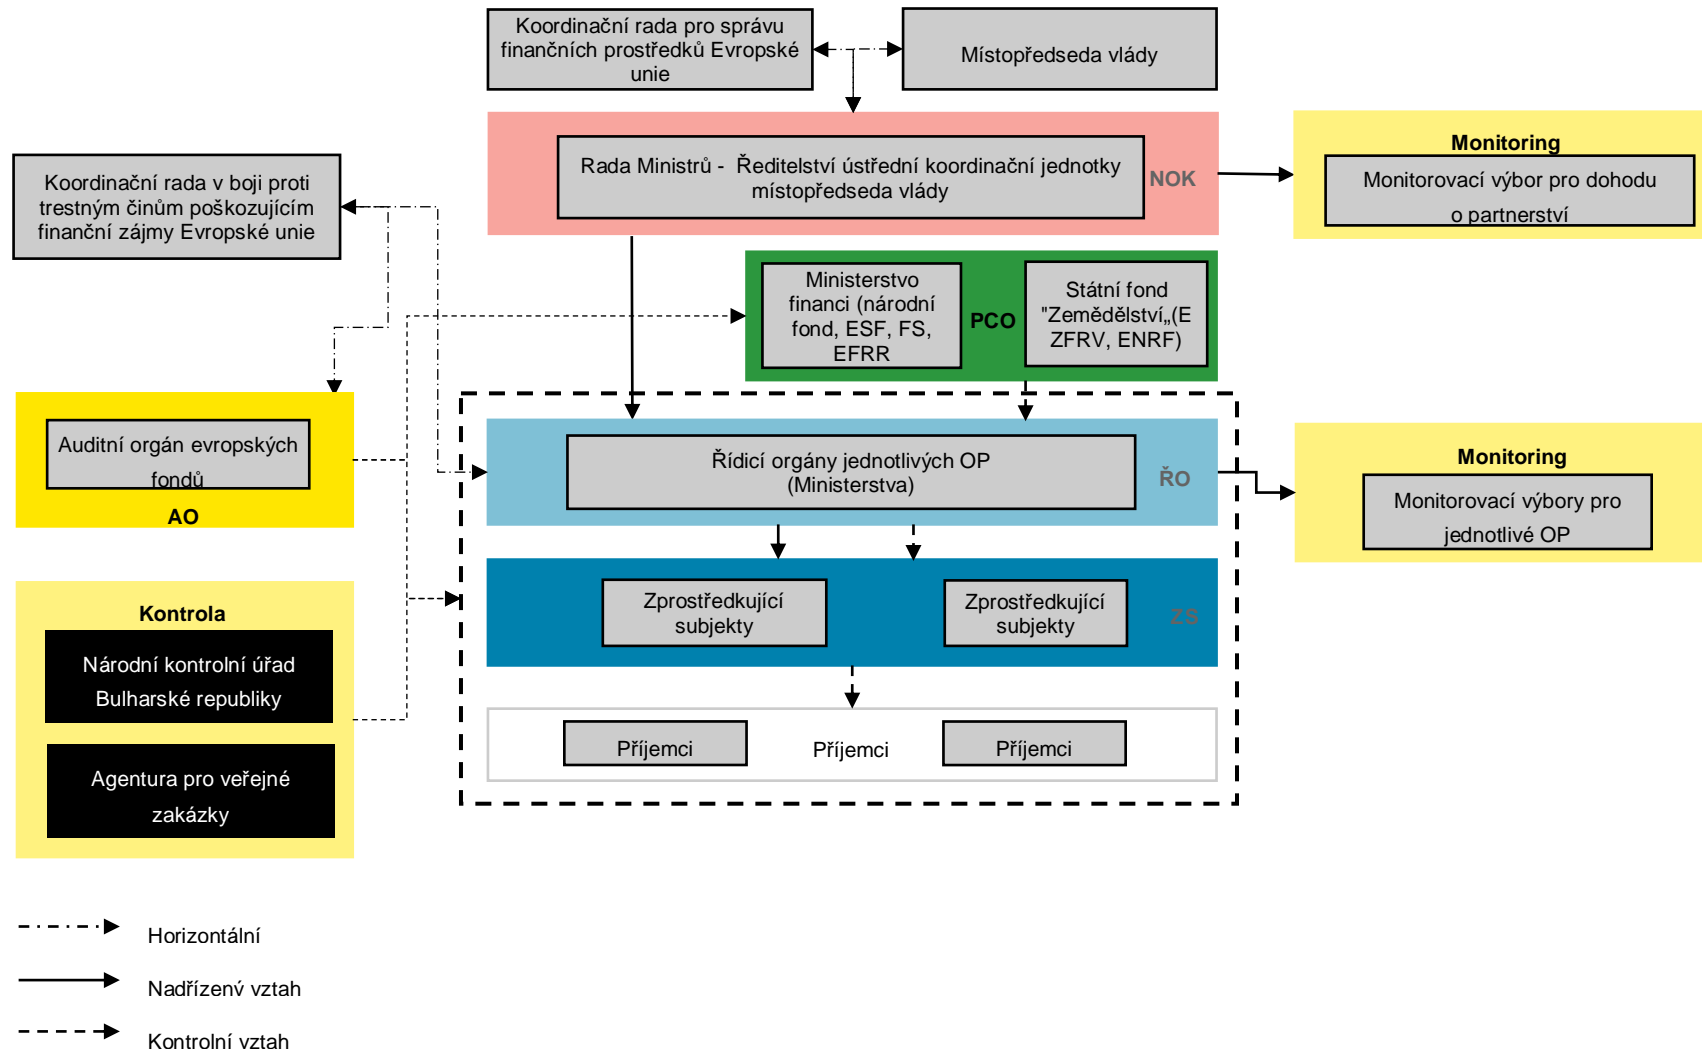 Koordinační rada pro správu
finančních prostředků Evropské
unie
Místopředseda vlády
Koordinační rada v boji proti
trestným činům poškozujícím
finanční zájmy Evropské unie
Rada Ministrů -  Ředitelství ústřední koordinační jednotky
místopředseda vlády
NOK
Monitoring
Monitorovací výbor pro dohodu
o partnerství
Ministerstvo
financi (národní
fond, ESF, FS,
EFRR
PCO
Státní fond
"Zemědělství„(E
ZFRV, ENRF)
Auditní orgán evropských
fondů
AO
Řídicí orgány jednotlivých OP
(Ministerstva)
ŘO
Monitoring
Monitorovací výbory pro
jednotlivé OP
Zprostředkující
subjekty
Zprostředkující
subjekty
ZS
Kontrola
Národní kontrolní úřad
Bulharské republiky
Agentura pro veřejné
zakázky
Příjemci
Příjemci
Příjemci
Horizontální
Nadřízený vztah
Kontrolní vztah